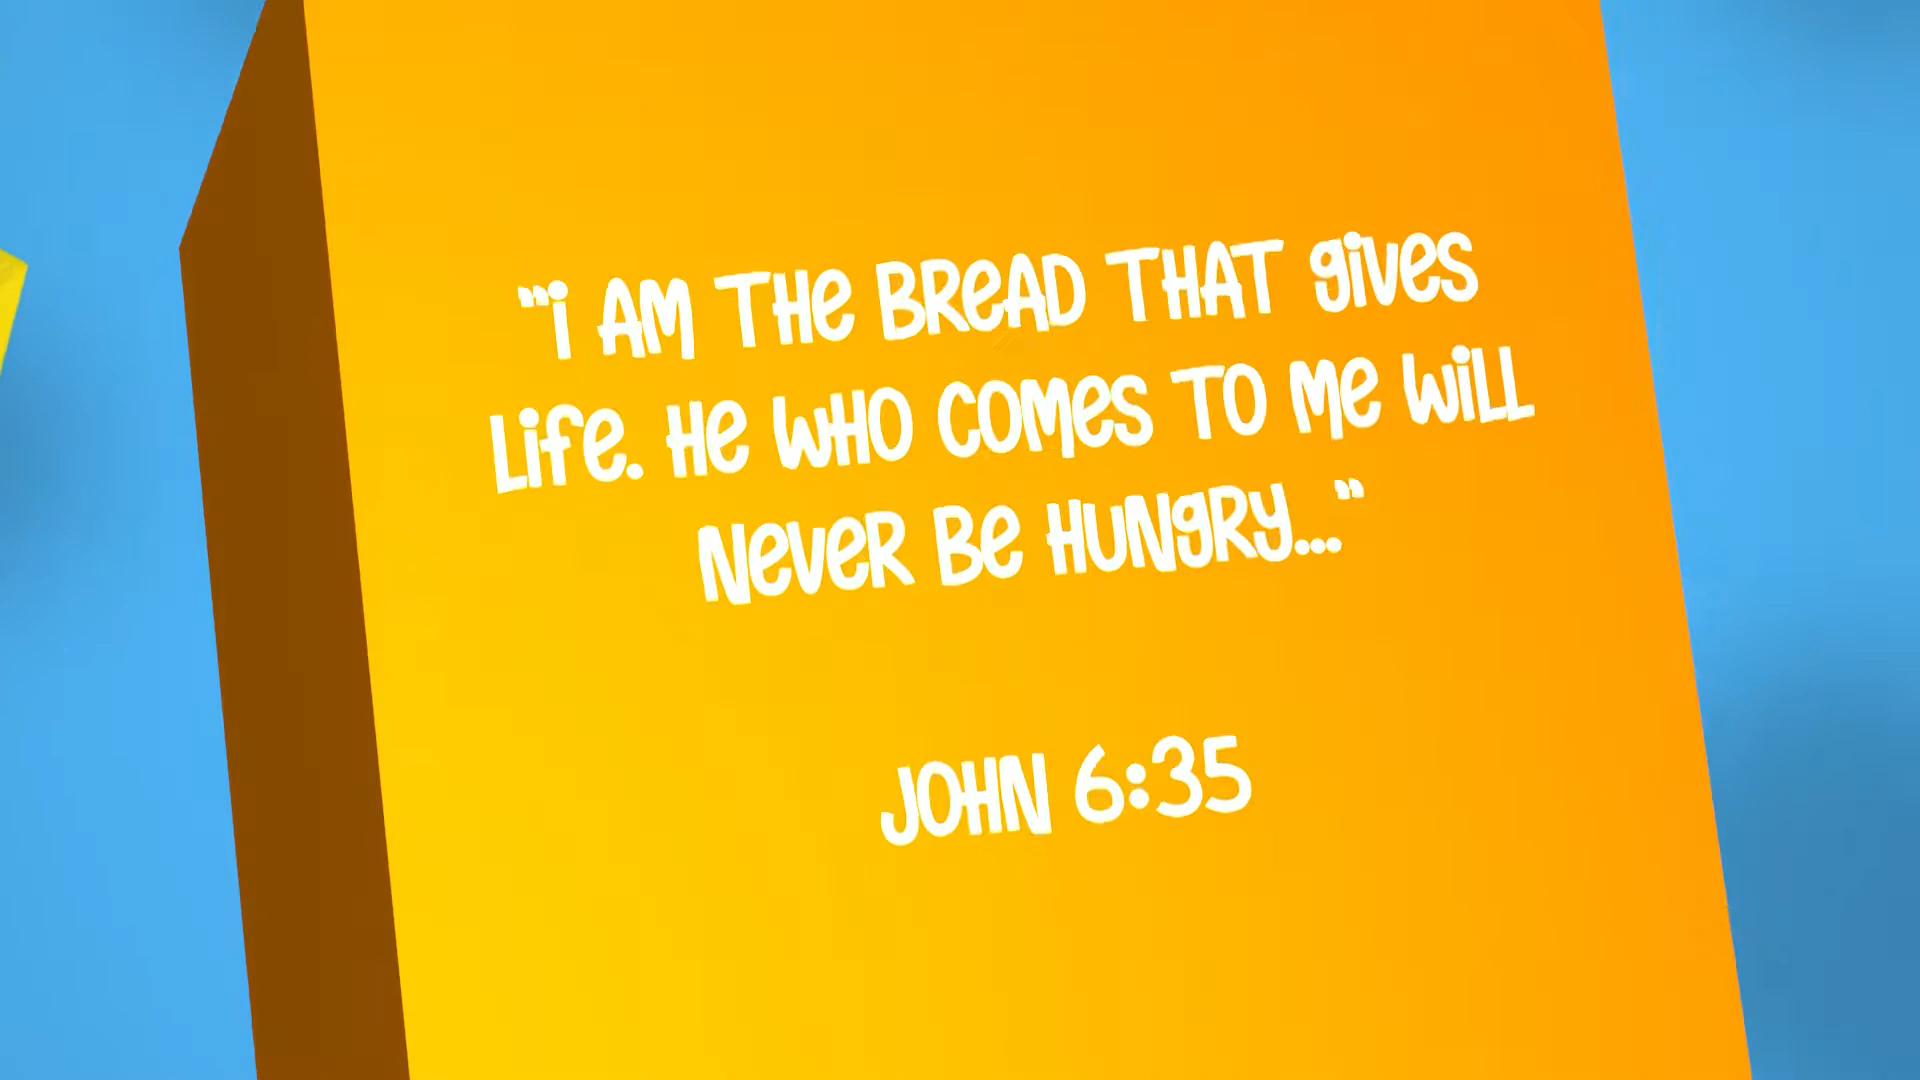 "I AM THE BREAD THAT gives
Life. He WHO COMES TO Me WiLL
Never Be HUNgRy..."
JOHN 6:35